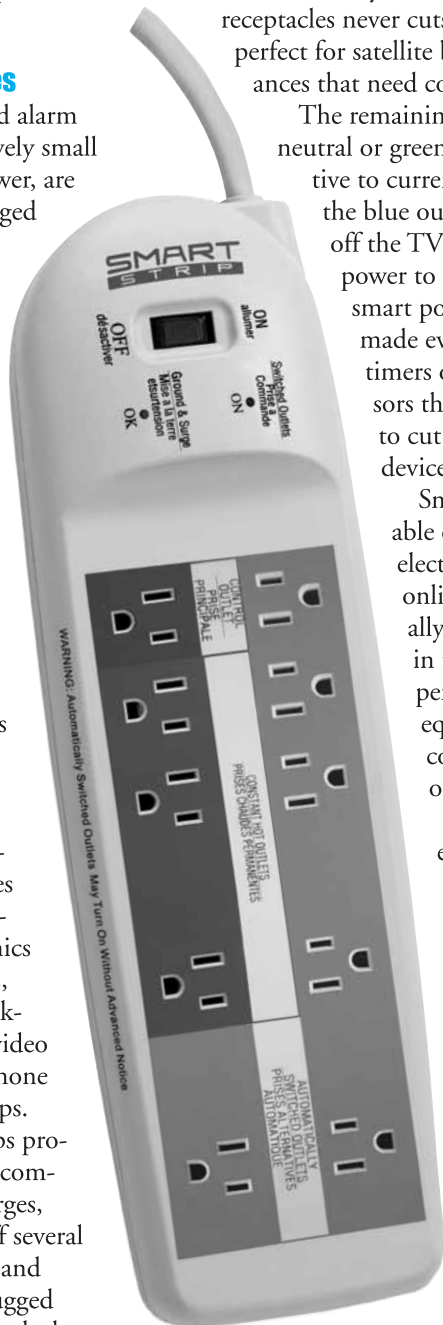 receptacles never cuts
perfect for satellite b
ances that need co
The remaining
neutral or green
tive to curren
the blue ou
off the TV
power to
smart po
made ev
timers o
sors th
to cut
device
Sm
able
elect
onli
ally
in
pe
eq
co
o
e
es
d alarm
vely small
wer, are
ged
s
-
es
-
nics
,
k-
video
hone
ps.
ps pro-
com-
rges,
f several
and
ugged
SMART
STRIP
ON
allumer
OFF
désactiver
Switched Outlets
Prise à
Commande
ON
Ground & Surge
Mise à la terre
etsurtension
OK
CONTROL
OUTLET
PRISE
PRINCIPALE
CONSTANT HOT OUTLETS
PRISES CHAUDES PERMANENTES
AUTOMATICALLY
SWITCHED OUTLETS
PRISES ALTERNATIVES
AUTOMATIQUE
WARNING: Automatically Switched Outlets May Turn On Without Advanced Notice